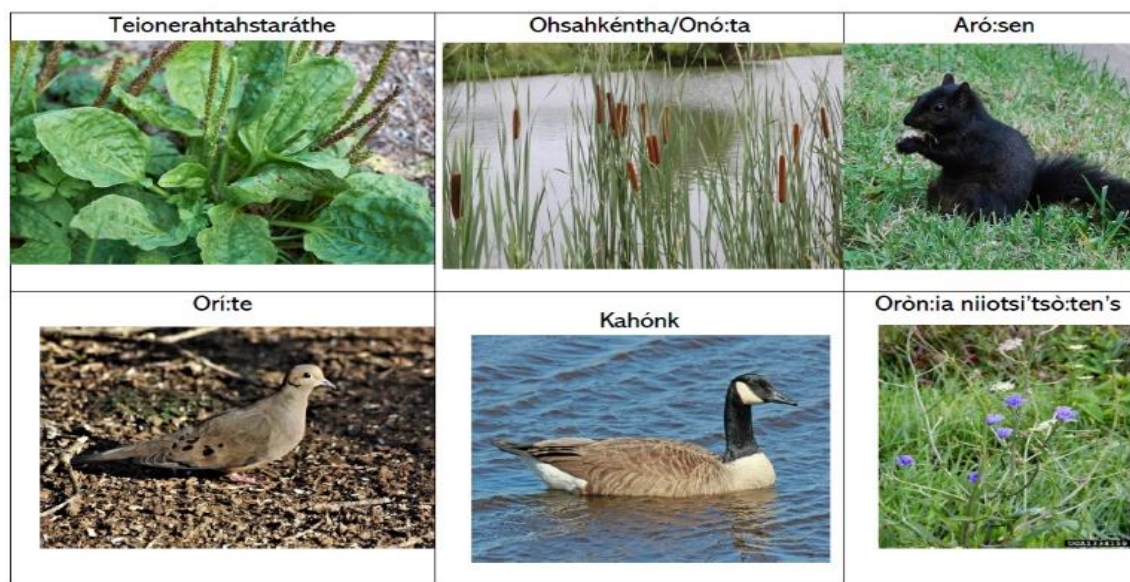 Teionerahtahstaráthe
Ohsahkéntha/Onó:ta
Aró:sen
Orí:te
Kahónk
Oròn:ia niiotsi'tsò:ten's